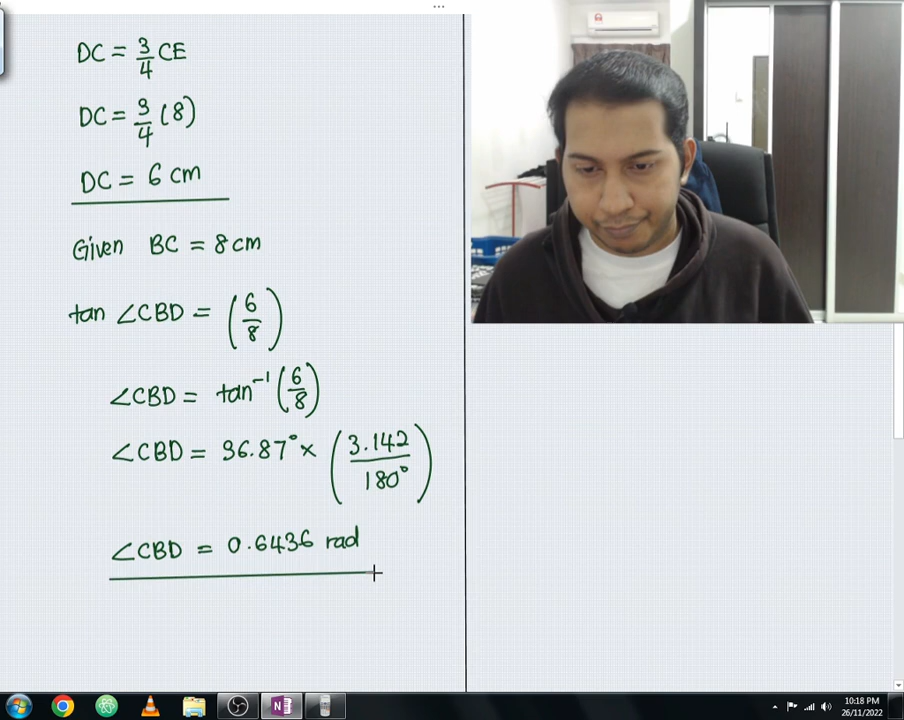 DC = 3/4 CE
DC = 3/4 (8)
DC = 6 cm
Given BC = 8 cm
tan ∠CBD = (6/8)
∠CBD = tan⁻¹ (6/8)
∠CBD = 36.87° × (3.142/180°)
∠CBD = 0.6436 rad
10:18 PM
26/11/2022